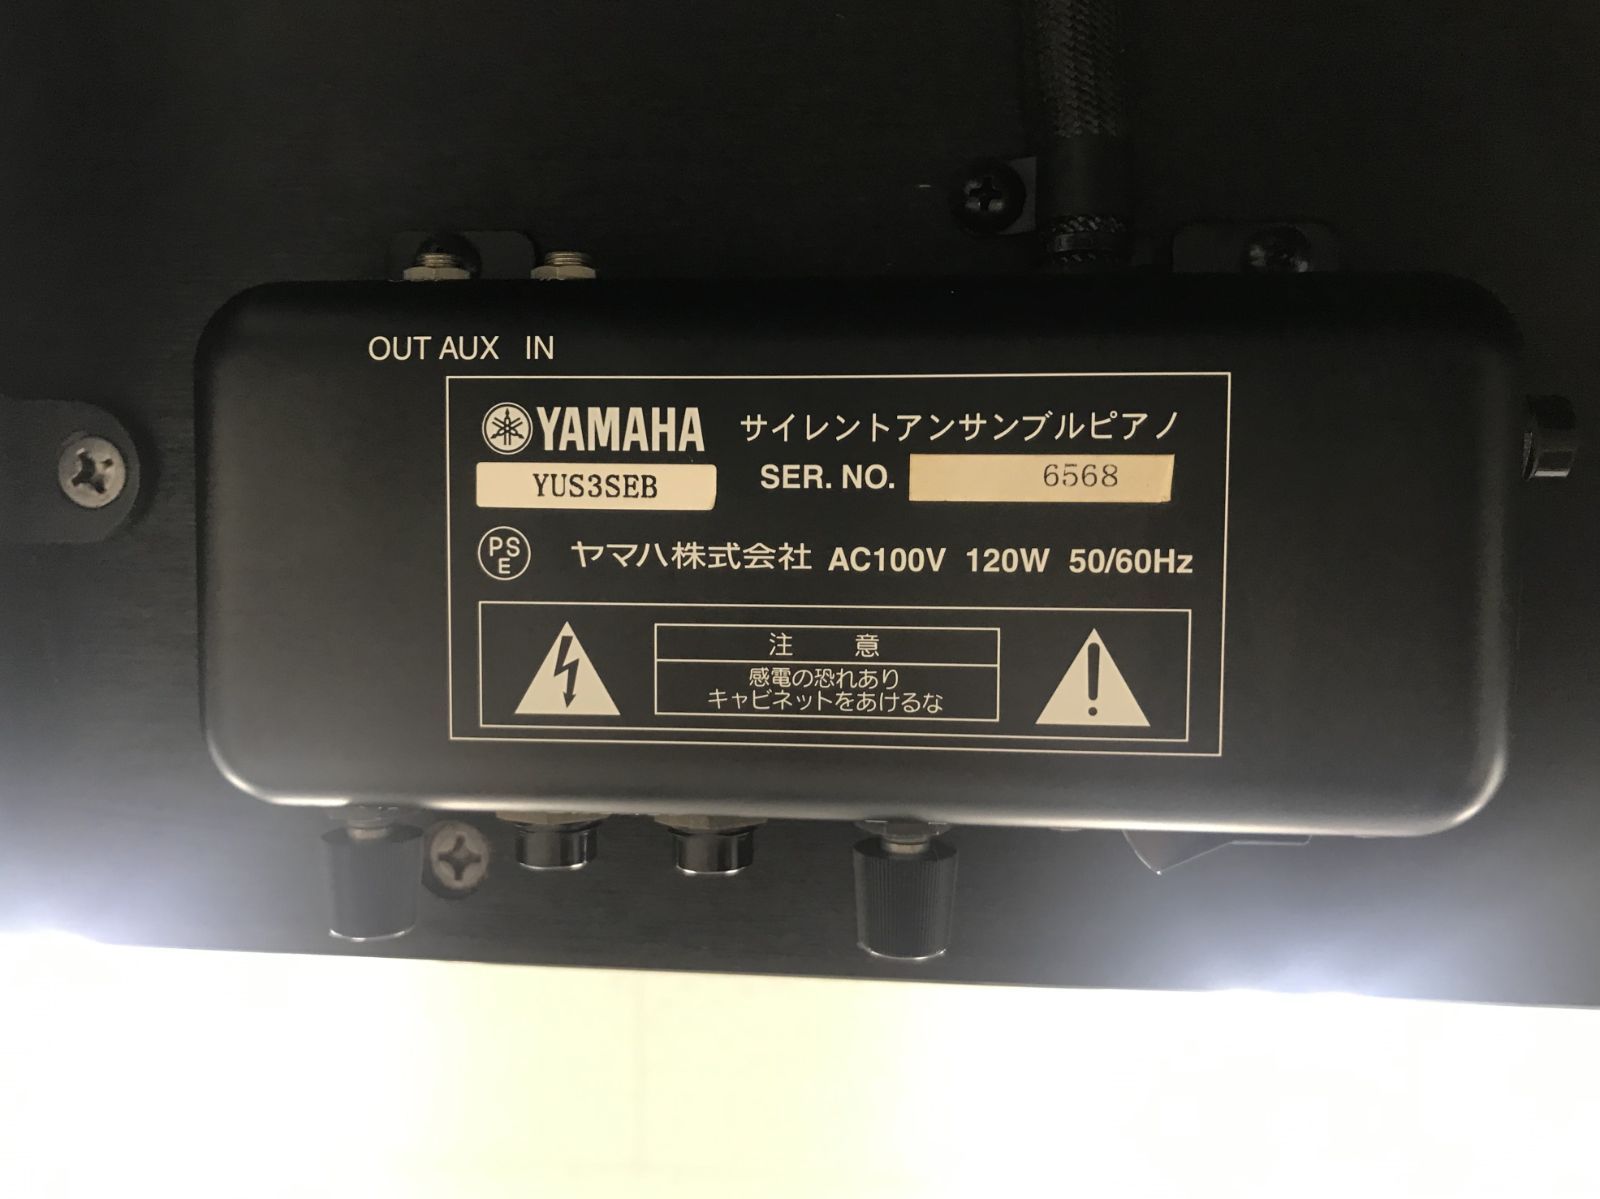 OUT AUX IN
YAMAHA サイレントアンサンブルピアノ
YUS3SEB SER. NO. 6568
PSE ヤマハ株式会社 AC100V 120W 50/60Hz
注 意
感電の恐れあり
キャビネットをあけるな